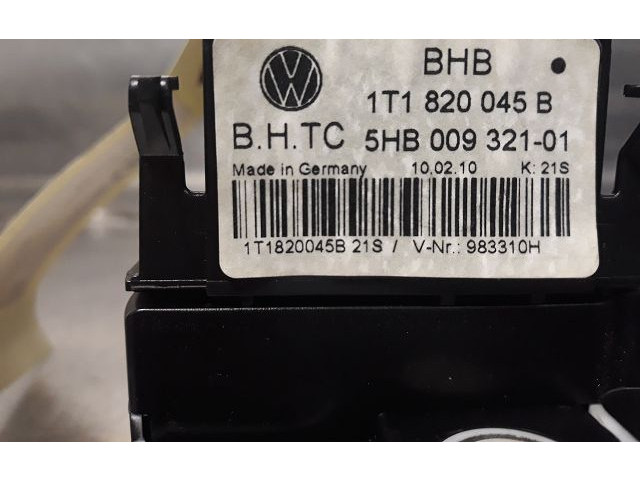 BHB
1T1 820 045 B
B.H.TC 5HB 009 321-01
Made in Germany 10.02.10 K: 21S
1T1820045B 21S / V-Nr.: 983310H